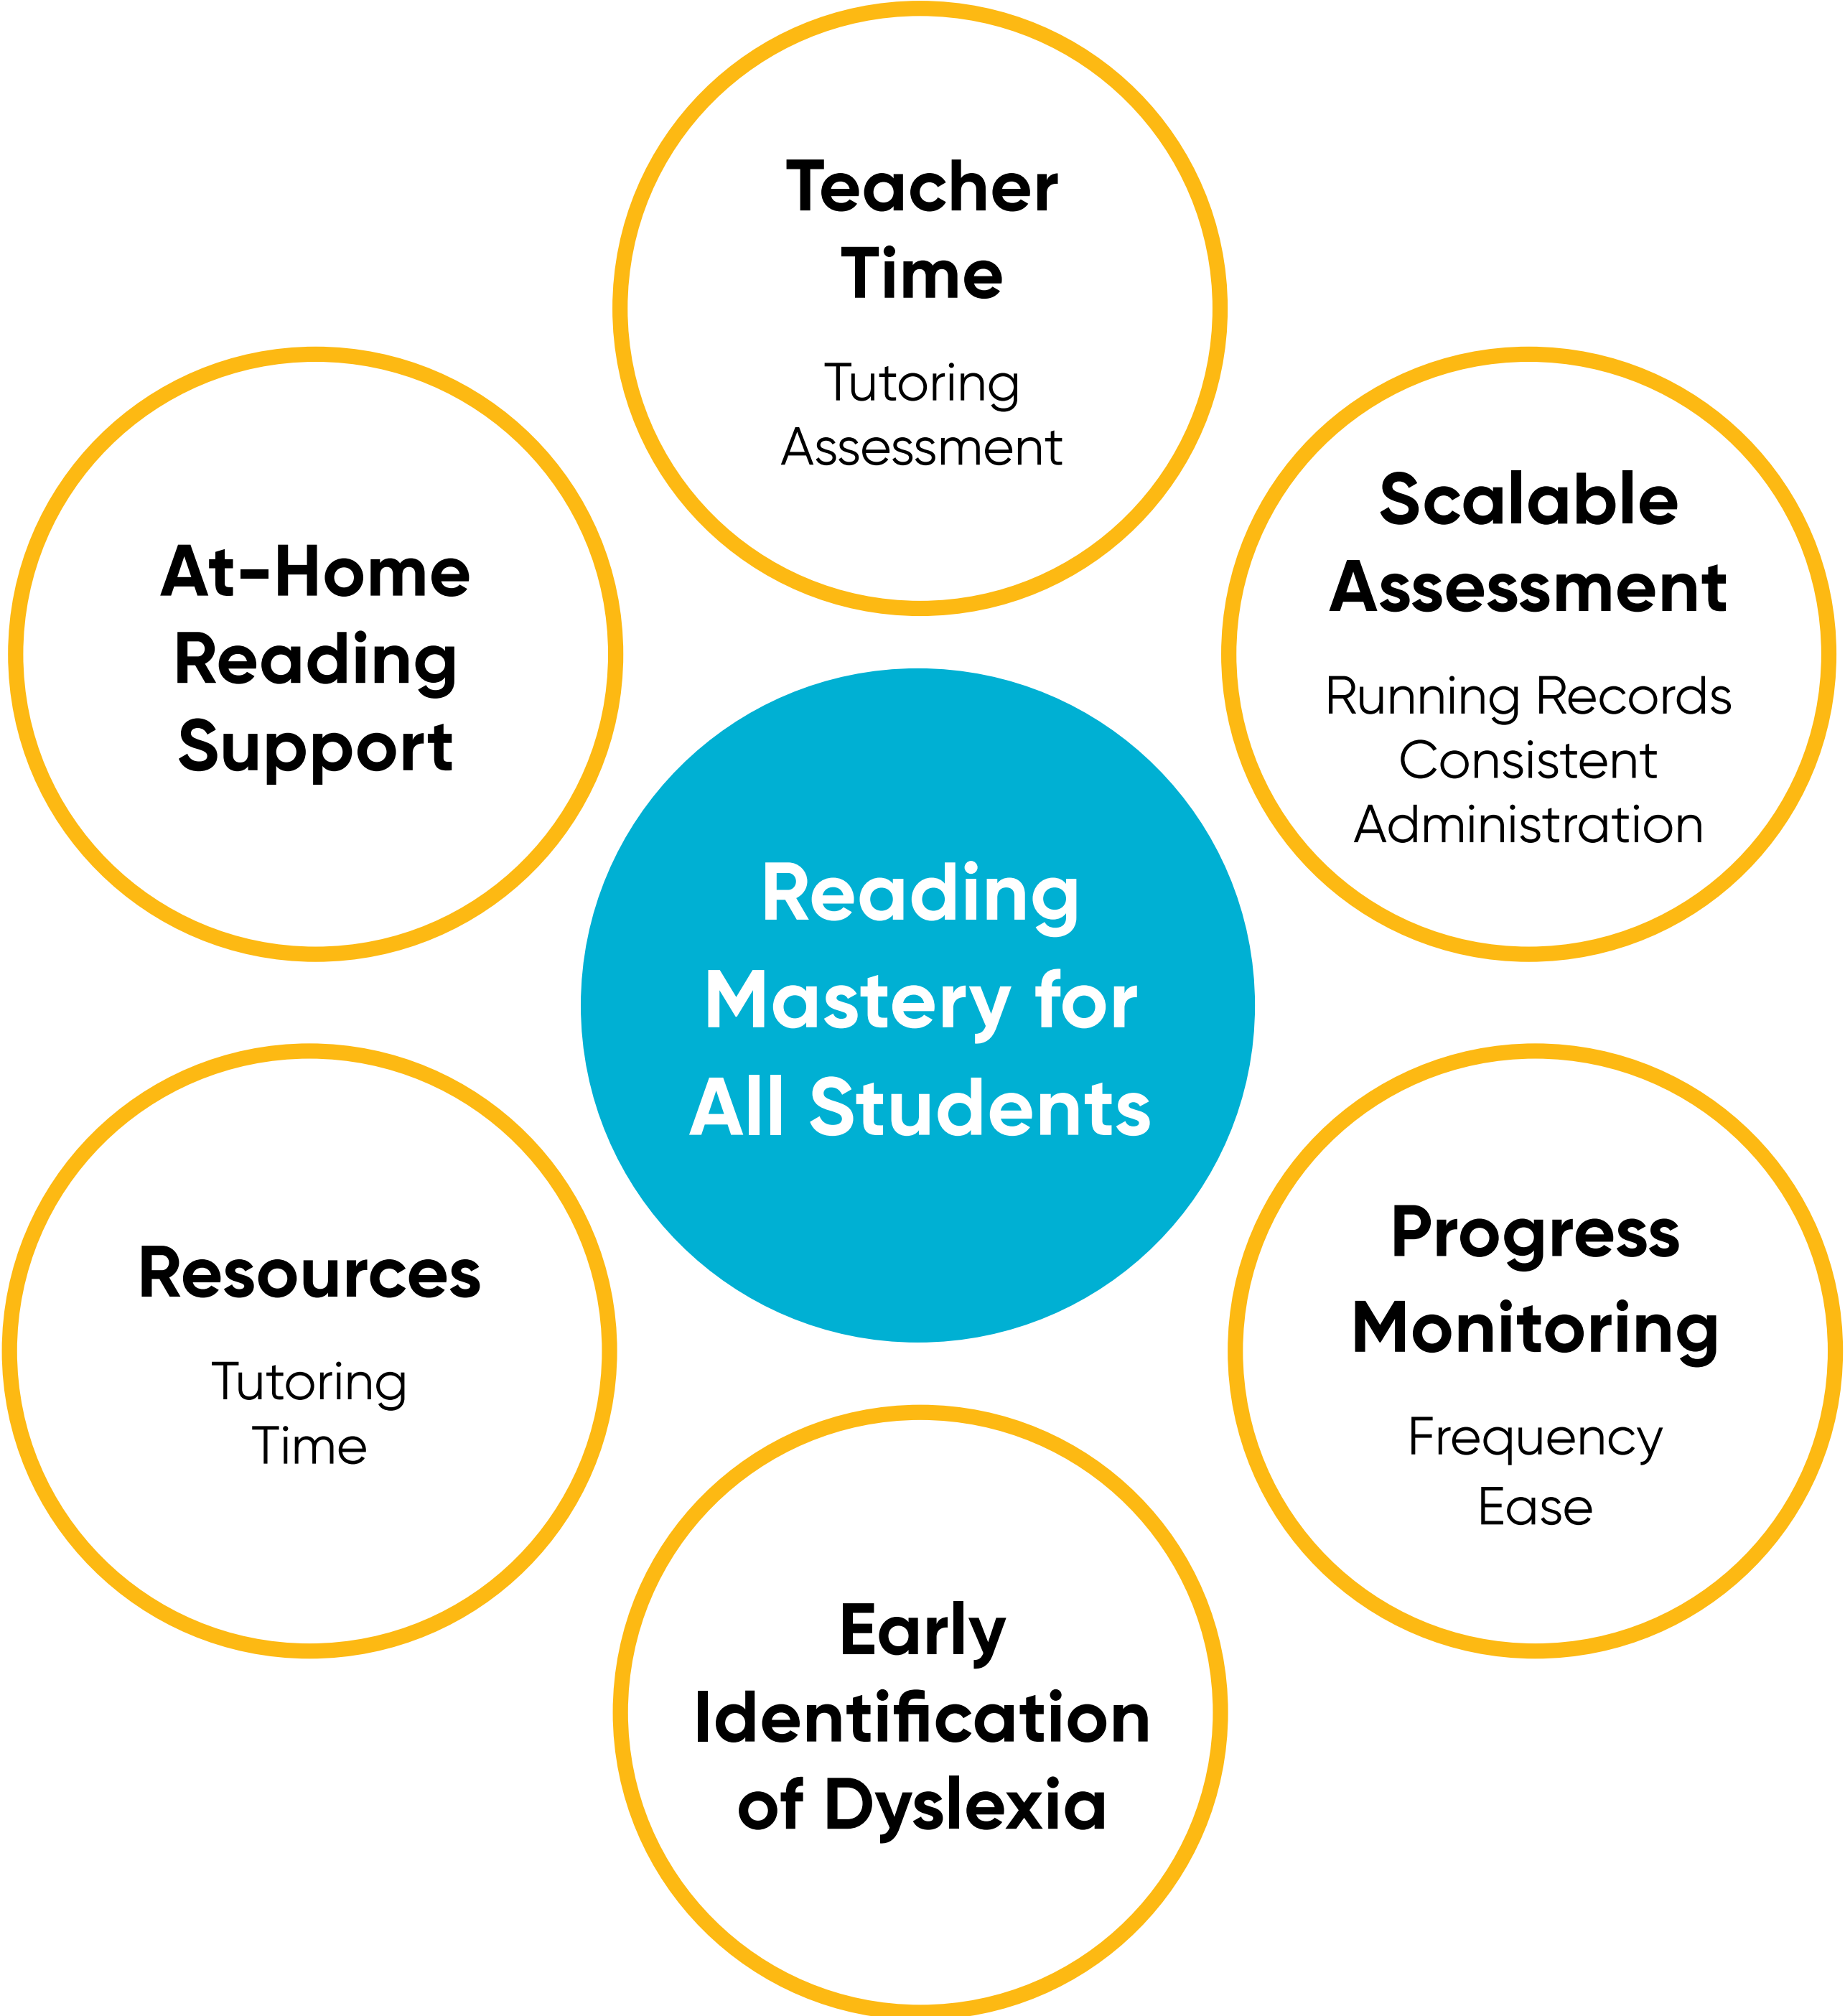 Teacher
Time
Tutoring
Assessment
Scalable
Assessment
Running Records
Consistent
Administration
At-Home
Reading
Support
Reading
Mastery for
All Students
Progress
Monitoring
Frequency
Ease
Resources
Tutoring
Time
Early
Identification
of Dyslexia